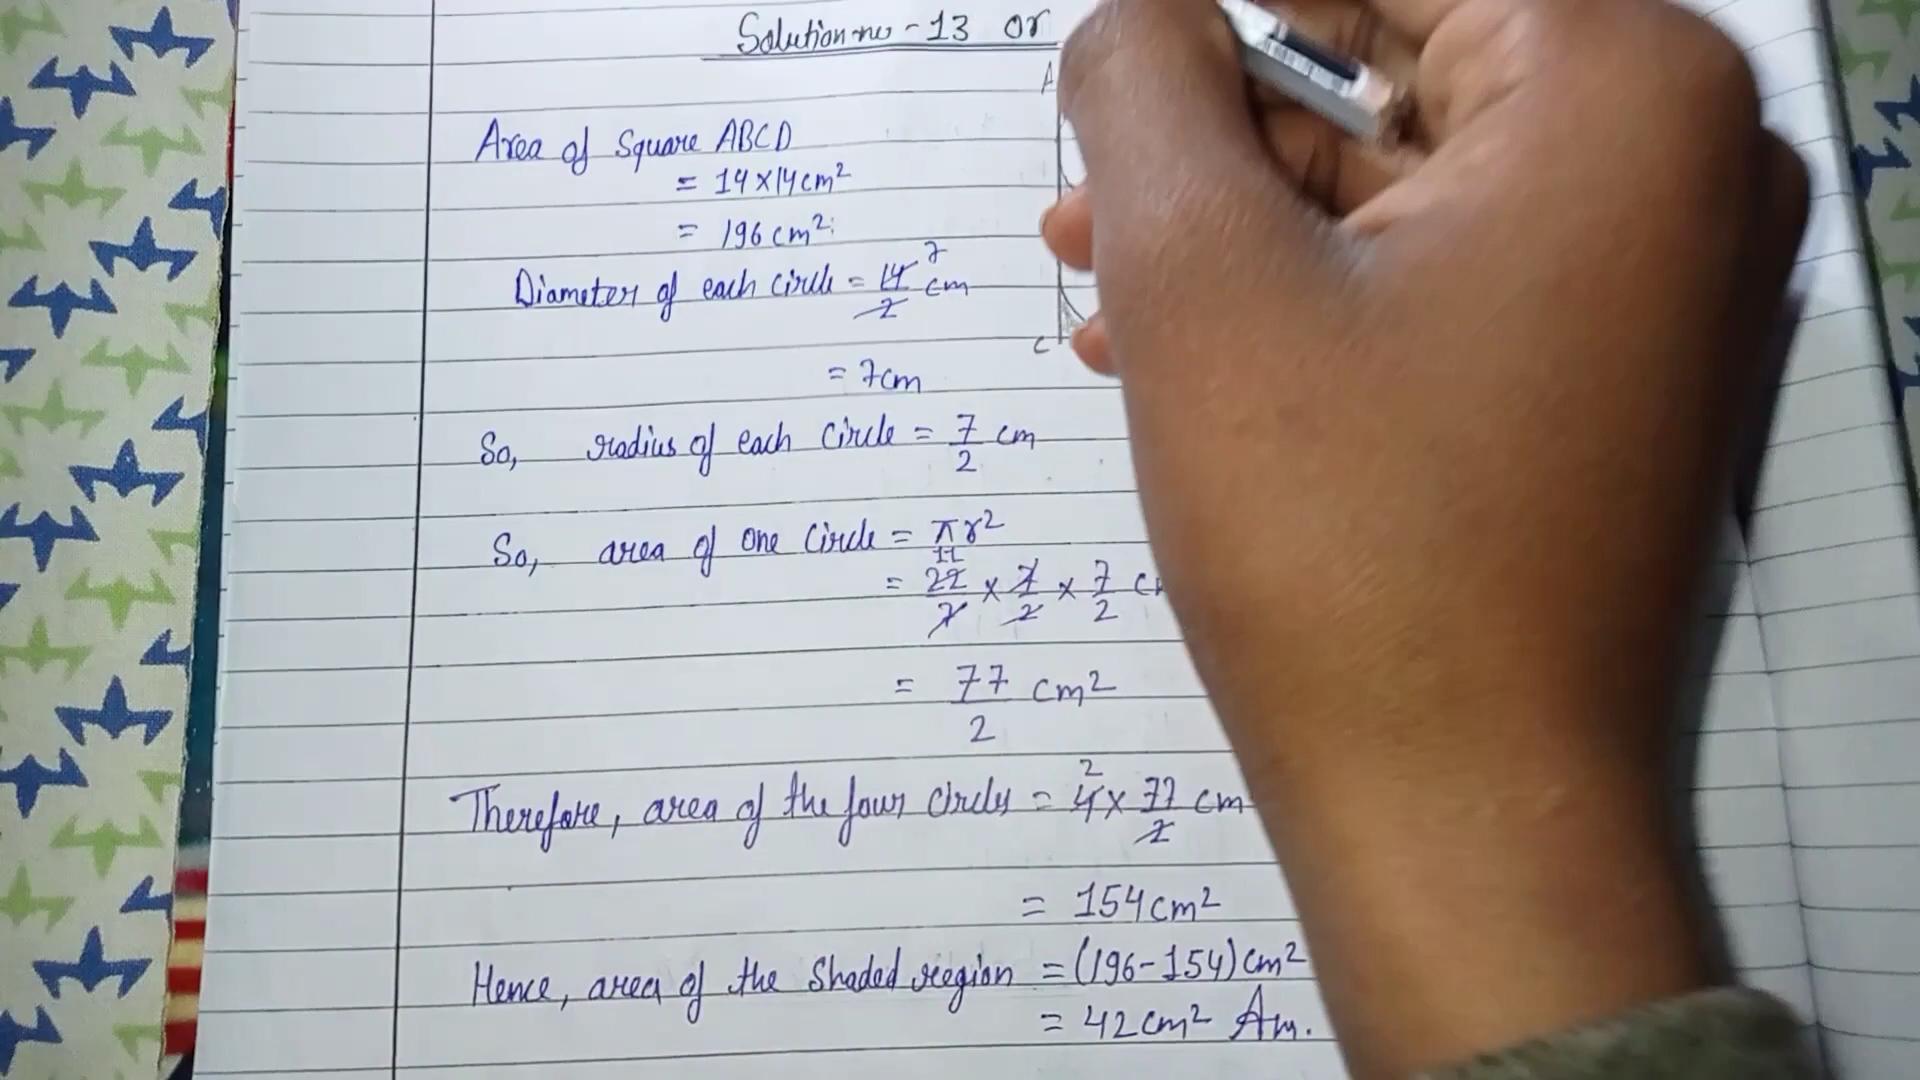 Solution no - 13 or
A
Area of Square ABCD
= 14 x 14 cm²
= 196 cm²
7
Diameter of each circle = 14/2 cm
= 7cm
C
So, radius of each Circle = 7/2 cm
So, area of one Circle = πr²
11
= 22/7 x 7/2 x 7/2
= 77/2 cm²
2
Therefore, area of the four circles = 4 x 77/2 cm
= 154 cm²
Hence, area of the Shaded region = (196-154) cm²
= 42 cm² Ans.